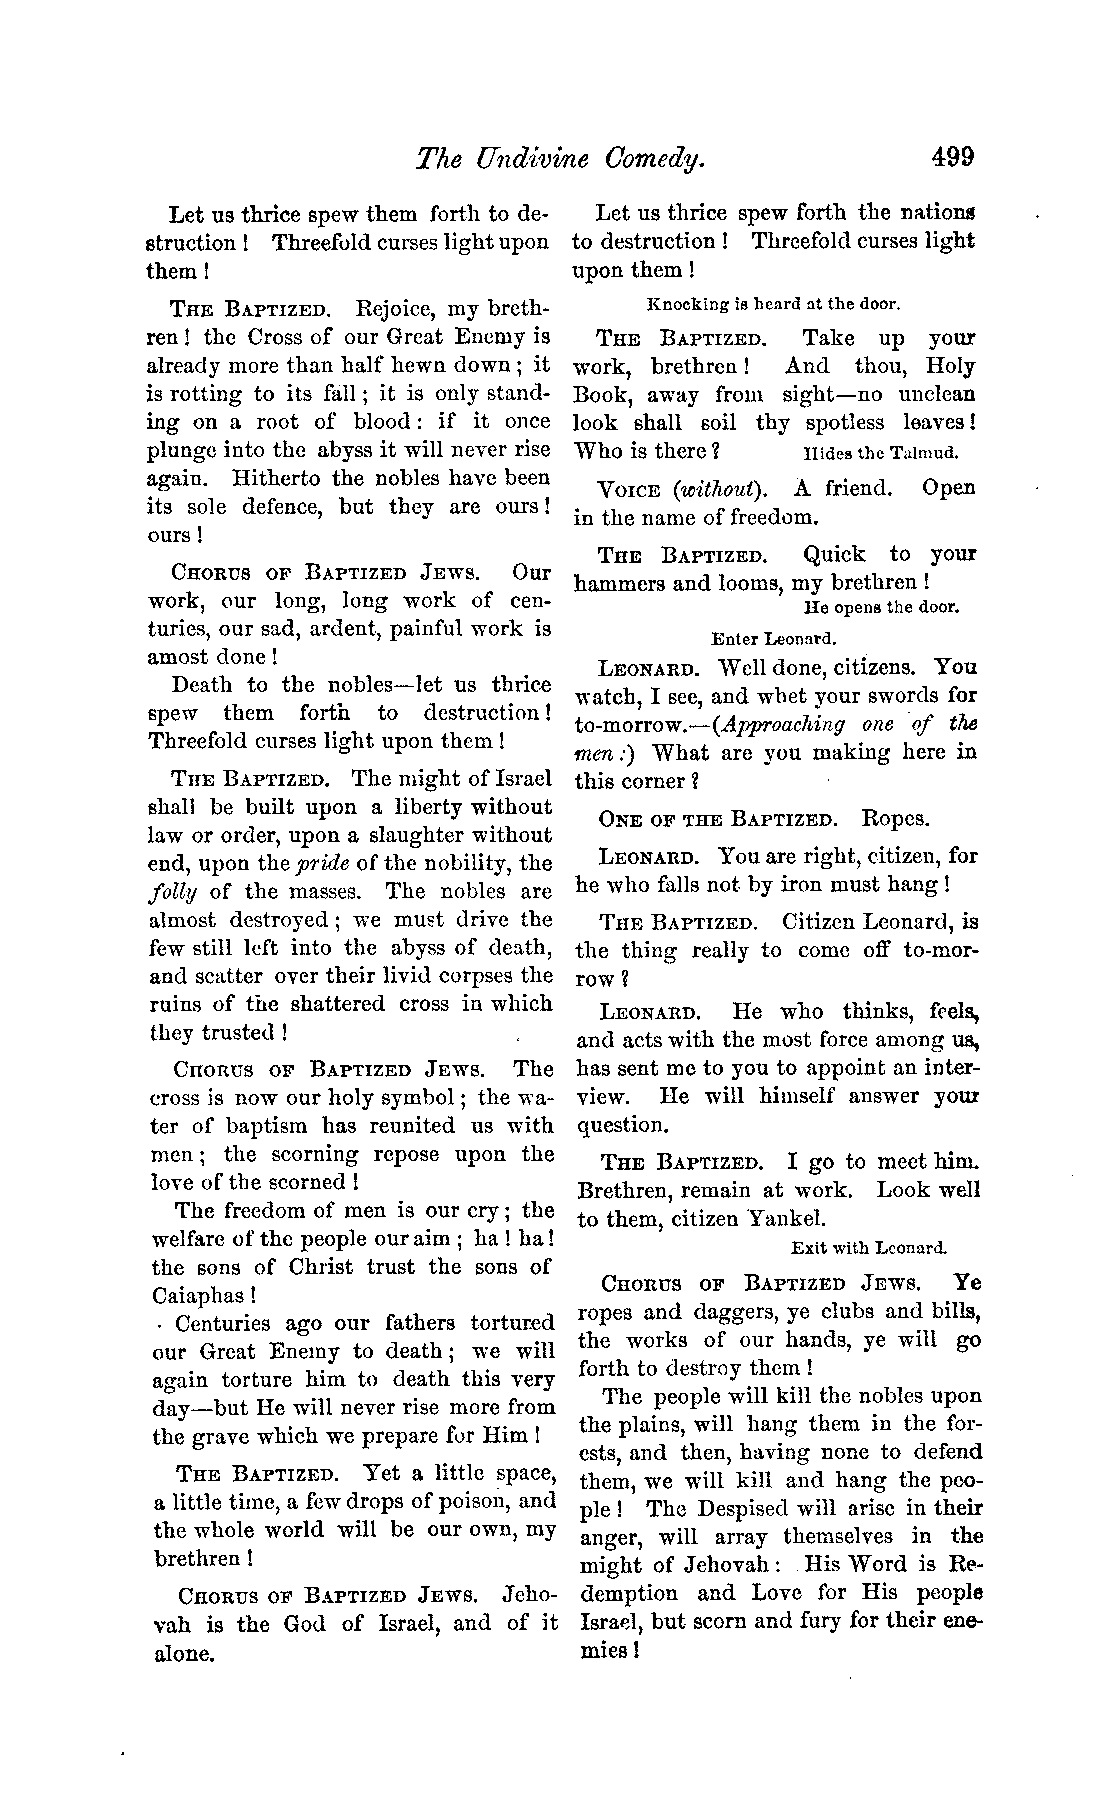 The Undivine Comedy. 499
Let us thrice spew them forth to de-
struction! Threefold curses light upon
them!
THE BAPTIZED. Rejoice, my breth-
ren! the Cross of our Great Enemy is
already more than half hewn down; it
is rotting to its fall; it is only stand-
ing on a root of blood: if it once
plunge into the abyss it will never rise
again. Hitherto the nobles have been
its sole defence, but they are ours!
ours!
CHORUS OF BAPTIZED JEWS. Our
work, our long, long work of cen-
turies, our sad, ardent, painful work is
amost done!
Death to the nobles—let us thrice
spew them forth to destruction!
Threefold curses light upon them!
THE BAPTIZED. The might of Israel
shall be built upon a liberty without
law or order, upon a slaughter without
end, upon the pride of the nobility, the
folly of the masses. The nobles are
almost destroyed; we must drive the
few still left into the abyss of death,
and scatter over their livid corpses the
ruins of the shattered cross in which
they trusted!
CHORUS OF BAPTIZED JEWS. The
cross is now our holy symbol; the wa-
ter of baptism has reunited us with
men; the scorning repose upon the
love of the scorned!
The freedom of men is our cry; the
welfare of the people our aim; ha! ha!
the sons of Christ trust the sons of
Caiaphas!
Centuries ago our fathers tortured
our Great Enemy to death; we will
again torture him to death this very
day—but He will never rise more from
the grave which we prepare for Him!
THE BAPTIZED. Yet a little space,
a little time, a few drops of poison, and
the whole world will be our own, my
brethren!
CHORUS OF BAPTIZED JEWS. Jeho-
vah is the God of Israel, and of it
alone.
Let us thrice spew forth the nations
to destruction! Threefold curses light
upon them!
Knocking is heard at the door.
THE BAPTIZED. Take up your
work, brethren! And thou, Holy
Book, away from sight—no unclean
look shall soil thy spotless leaves!
Who is there? Hides the Talmud.
VOICE (without). A friend. Open
in the name of freedom.
THE BAPTIZED. Quick to your
hammers and looms, my brethren!
He opens the door.
Enter Leonard.
LEONARD. Well done, citizens. You
watch, I see, and whet your swords for
to-morrow.—(Approaching one of the
men:) What are you making here in
this corner?
ONE OF THE BAPTIZED. Ropes.
LEONARD. You are right, citizen, for
he who falls not by iron must hang!
THE BAPTIZED. Citizen Leonard, is
the thing really to come off to-mor-
row?
LEONARD. He who thinks, feels,
and acts with the most force among us,
has sent me to you to appoint an inter-
view. He will himself answer your
question.
THE BAPTIZED. I go to meet him.
Brethren, remain at work. Look well
to them, citizen Yankel.
Exit with Leonard.
CHORUS OF BAPTIZED JEWS. Ye
ropes and daggers, ye clubs and bills,
the works of our hands, ye will go
forth to destroy them!
The people will kill the nobles upon
the plains, will hang them in the for-
ests, and then, having none to defend
them, we will kill and hang the peo-
ple! The Despised will arise in their
anger, will array themselves in the
might of Jehovah: His Word is Re-
demption and Love for His people
Israel, but scorn and fury for their ene-
mies!